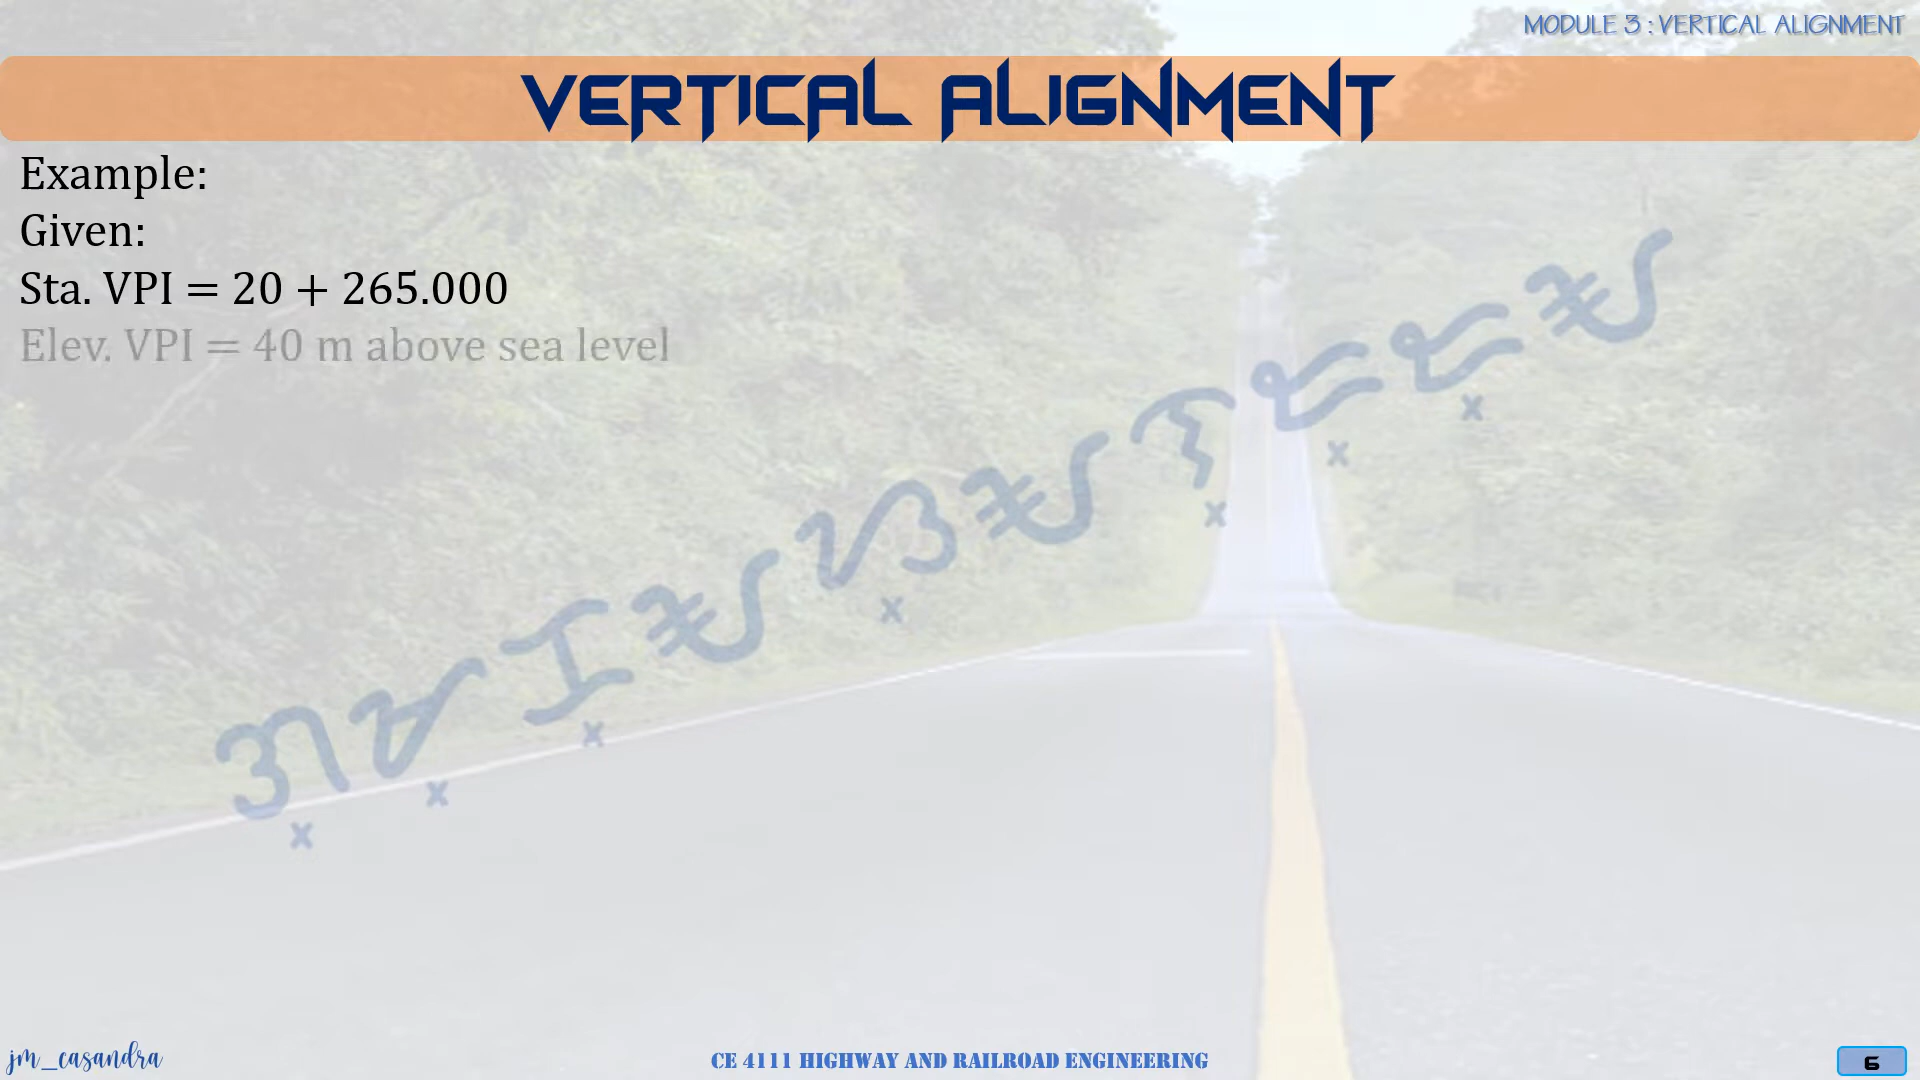 MODULE 3 : VERTICAL ALIGNMENT
VERTICAL ALIGNMENT
Example:
Given:
Sta. VPI = 20 + 265.000
Elev. VPI = 40 m above sea level
jm_casandra
CE 4111 HIGHWAY AND RAILROAD ENGINEERING
6